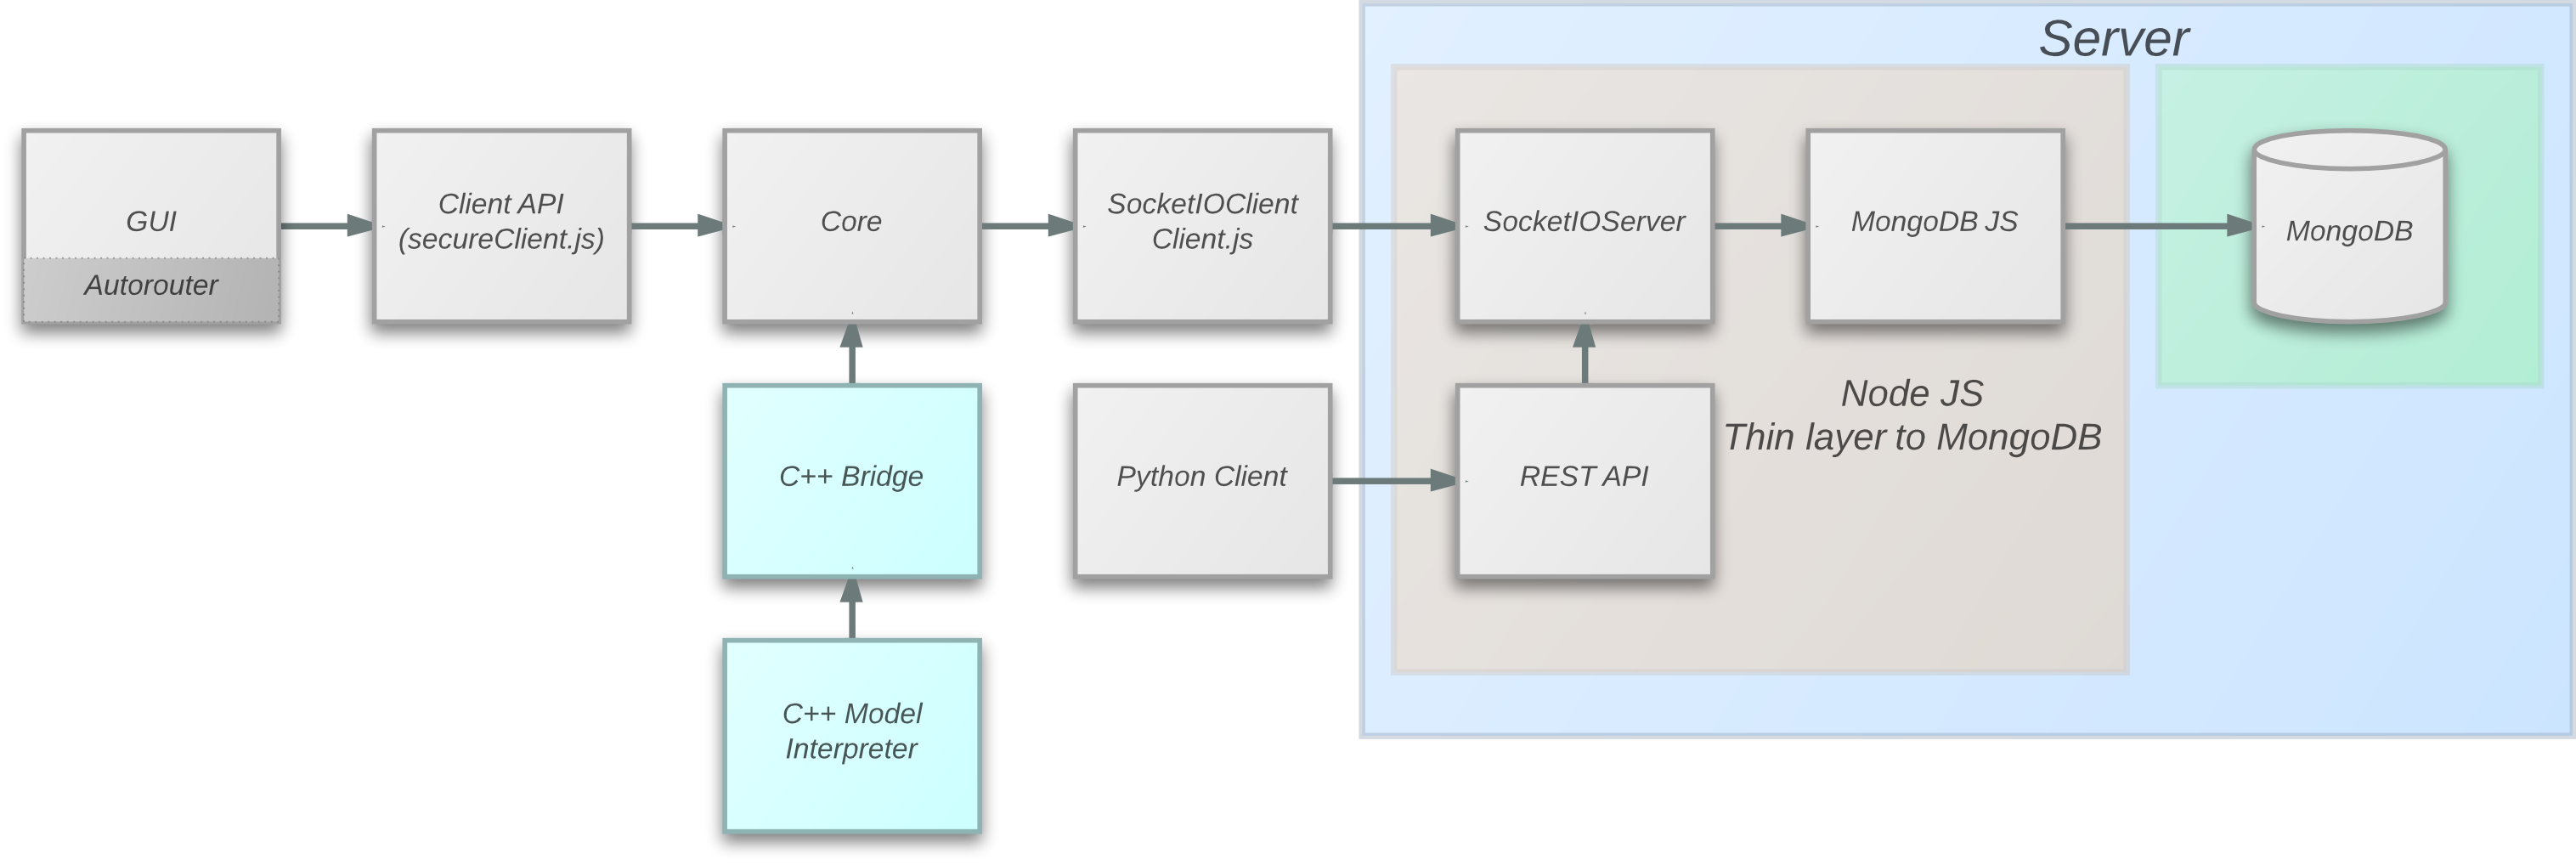 Server
GUI
Autorouter
Client API
(secureClient.js)
Core
SocketIOClient
Client.js
SocketIOServer
MongoDB JS
MongoDB
Node JS
Thin layer to MongoDB
C++ Bridge
Python Client
REST API
C++ Model
Interpreter